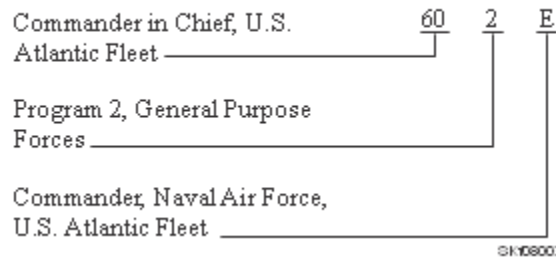 Commander in Chief, U.S.
Atlantic Fleet
60 2 E
Program 2, General Purpose
Forces
Commander, Naval Air Force,
U.S. Atlantic Fleet